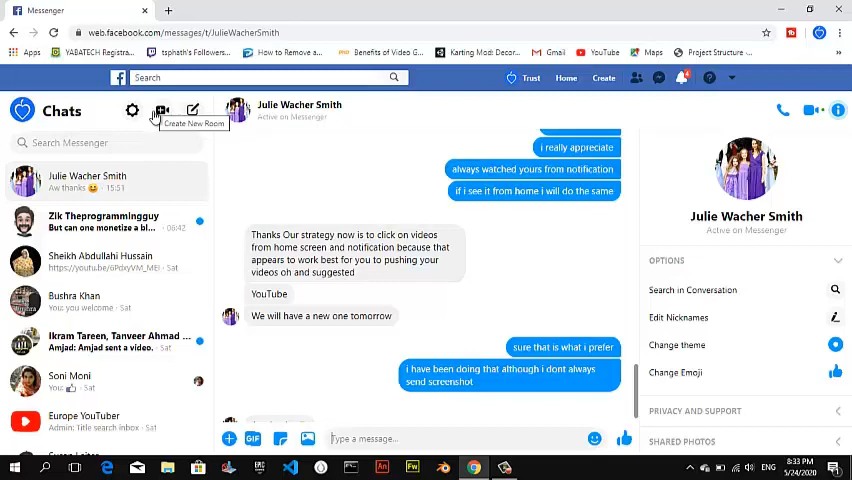 Messenger
web.facebook.com/messages/t/JulieWacherSmith
Apps
YABATECH Registra...
tsphath's Followers...
How to Remove a...
Benefits of Video G...
Karting Mod: Decor...
Gmail
YouTube
Maps
Project Structure ...
Search
Trust
Home
Create
Chats
Create New Room
Search Messenger
Julie Wacher Smith
Aw thanks 😊 · 15:51
Zik Theprogrammingguy
But can one monetize a bl... · 06:42
Sheikh Abdullahi Hussain
https://youtu.be/6PdxyVM_MEI · Sat
Bushra Khan
You: you welcome · Sat
Ikram Tareen, Tanveer Ahmad ...
Amjad: Amjad sent a video. · Sat
Soni Moni
You: 👍 · Sat
Europe YouTuber
Admin: Title search inbox · Sat
Julie Wacher Smith
Active on Messenger
i really appreciate
always watched yours from notification
if i see it from home i will do the same
Thanks Our strategy now is to click on videos
from home screen and notification because that
appears to work best for you to pushing your
videos oh and suggested
YouTube
We will have a new one tomorrow
sure that is what i prefer
i have been doing that although i dont always
send screenshot
Type a message...
GIF
Julie Wacher Smith
Active on Messenger
OPTIONS
Search in Conversation
Edit Nicknames
Change theme
Change Emoji
PRIVACY AND SUPPORT
SHARED PHOTOS
ENG
8:33 PM
5/24/2020